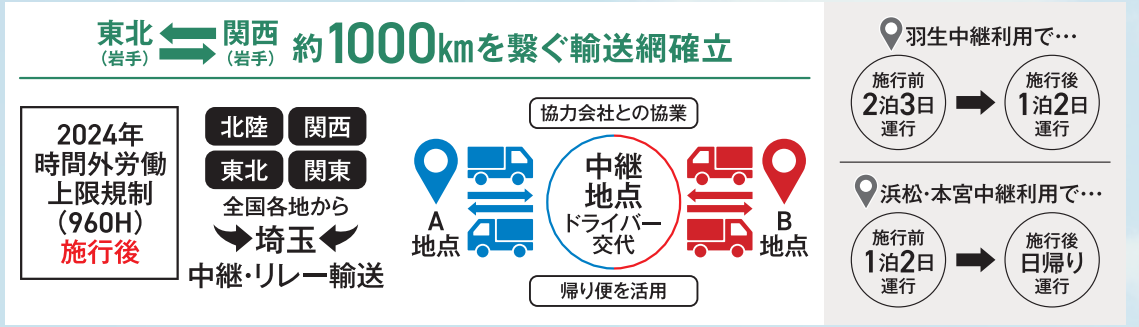 東北
（岩手）
関西
（岩手）
約1000kmを繋ぐ輸送網確立
2024年
時間外労働
上限規制
（960H）
施行後
北陸
関西
東北
関東
全国各地から
埼玉
中継・リレー輸送
協力会社との協業
A
地点
中継
地点
ドライバー
交代
B
地点
帰り便を活用
羽生中継利用で…
施行前
2泊3日
運行
施行後
1泊2日
運行
浜松・本宮中継利用で…
施行前
1泊2日
運行
施行後
日帰り
運行